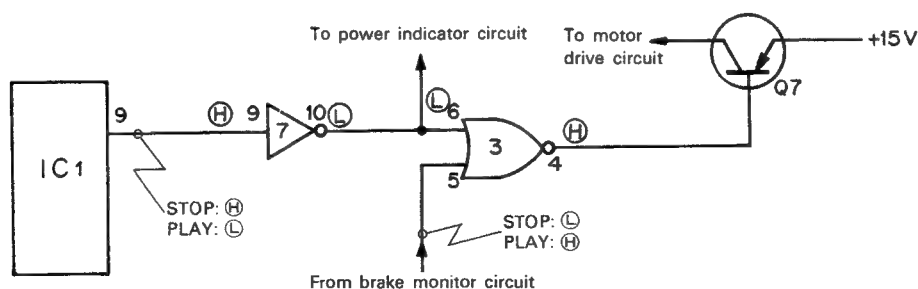 To power indicator circuit
To motor
drive circuit
+15V
Q7
9
Ⓗ
9
7
10
Ⓛ
Ⓛ
6
3
Ⓗ
4
5
IC1
STOP: Ⓗ
PLAY: Ⓛ
STOP: Ⓛ
PLAY: Ⓗ
From brake monitor circuit